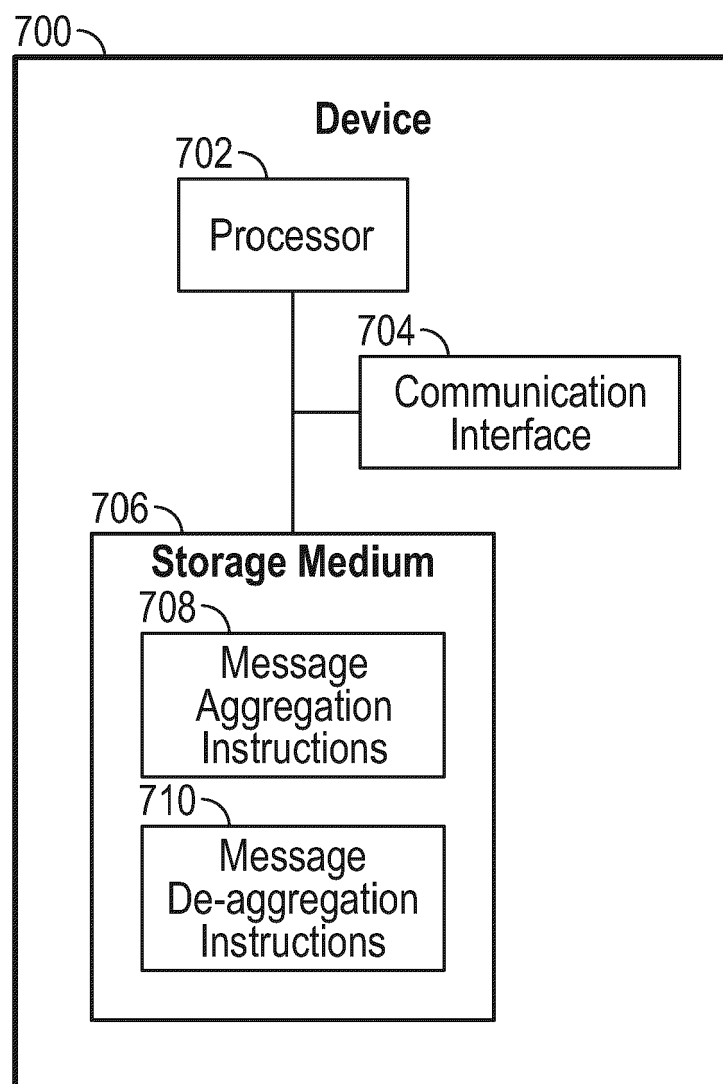 700
Device
702
Processor
704
Communication
Interface
706
Storage Medium
708
Message
Aggregation
Instructions
710
Message
De-aggregation
Instructions